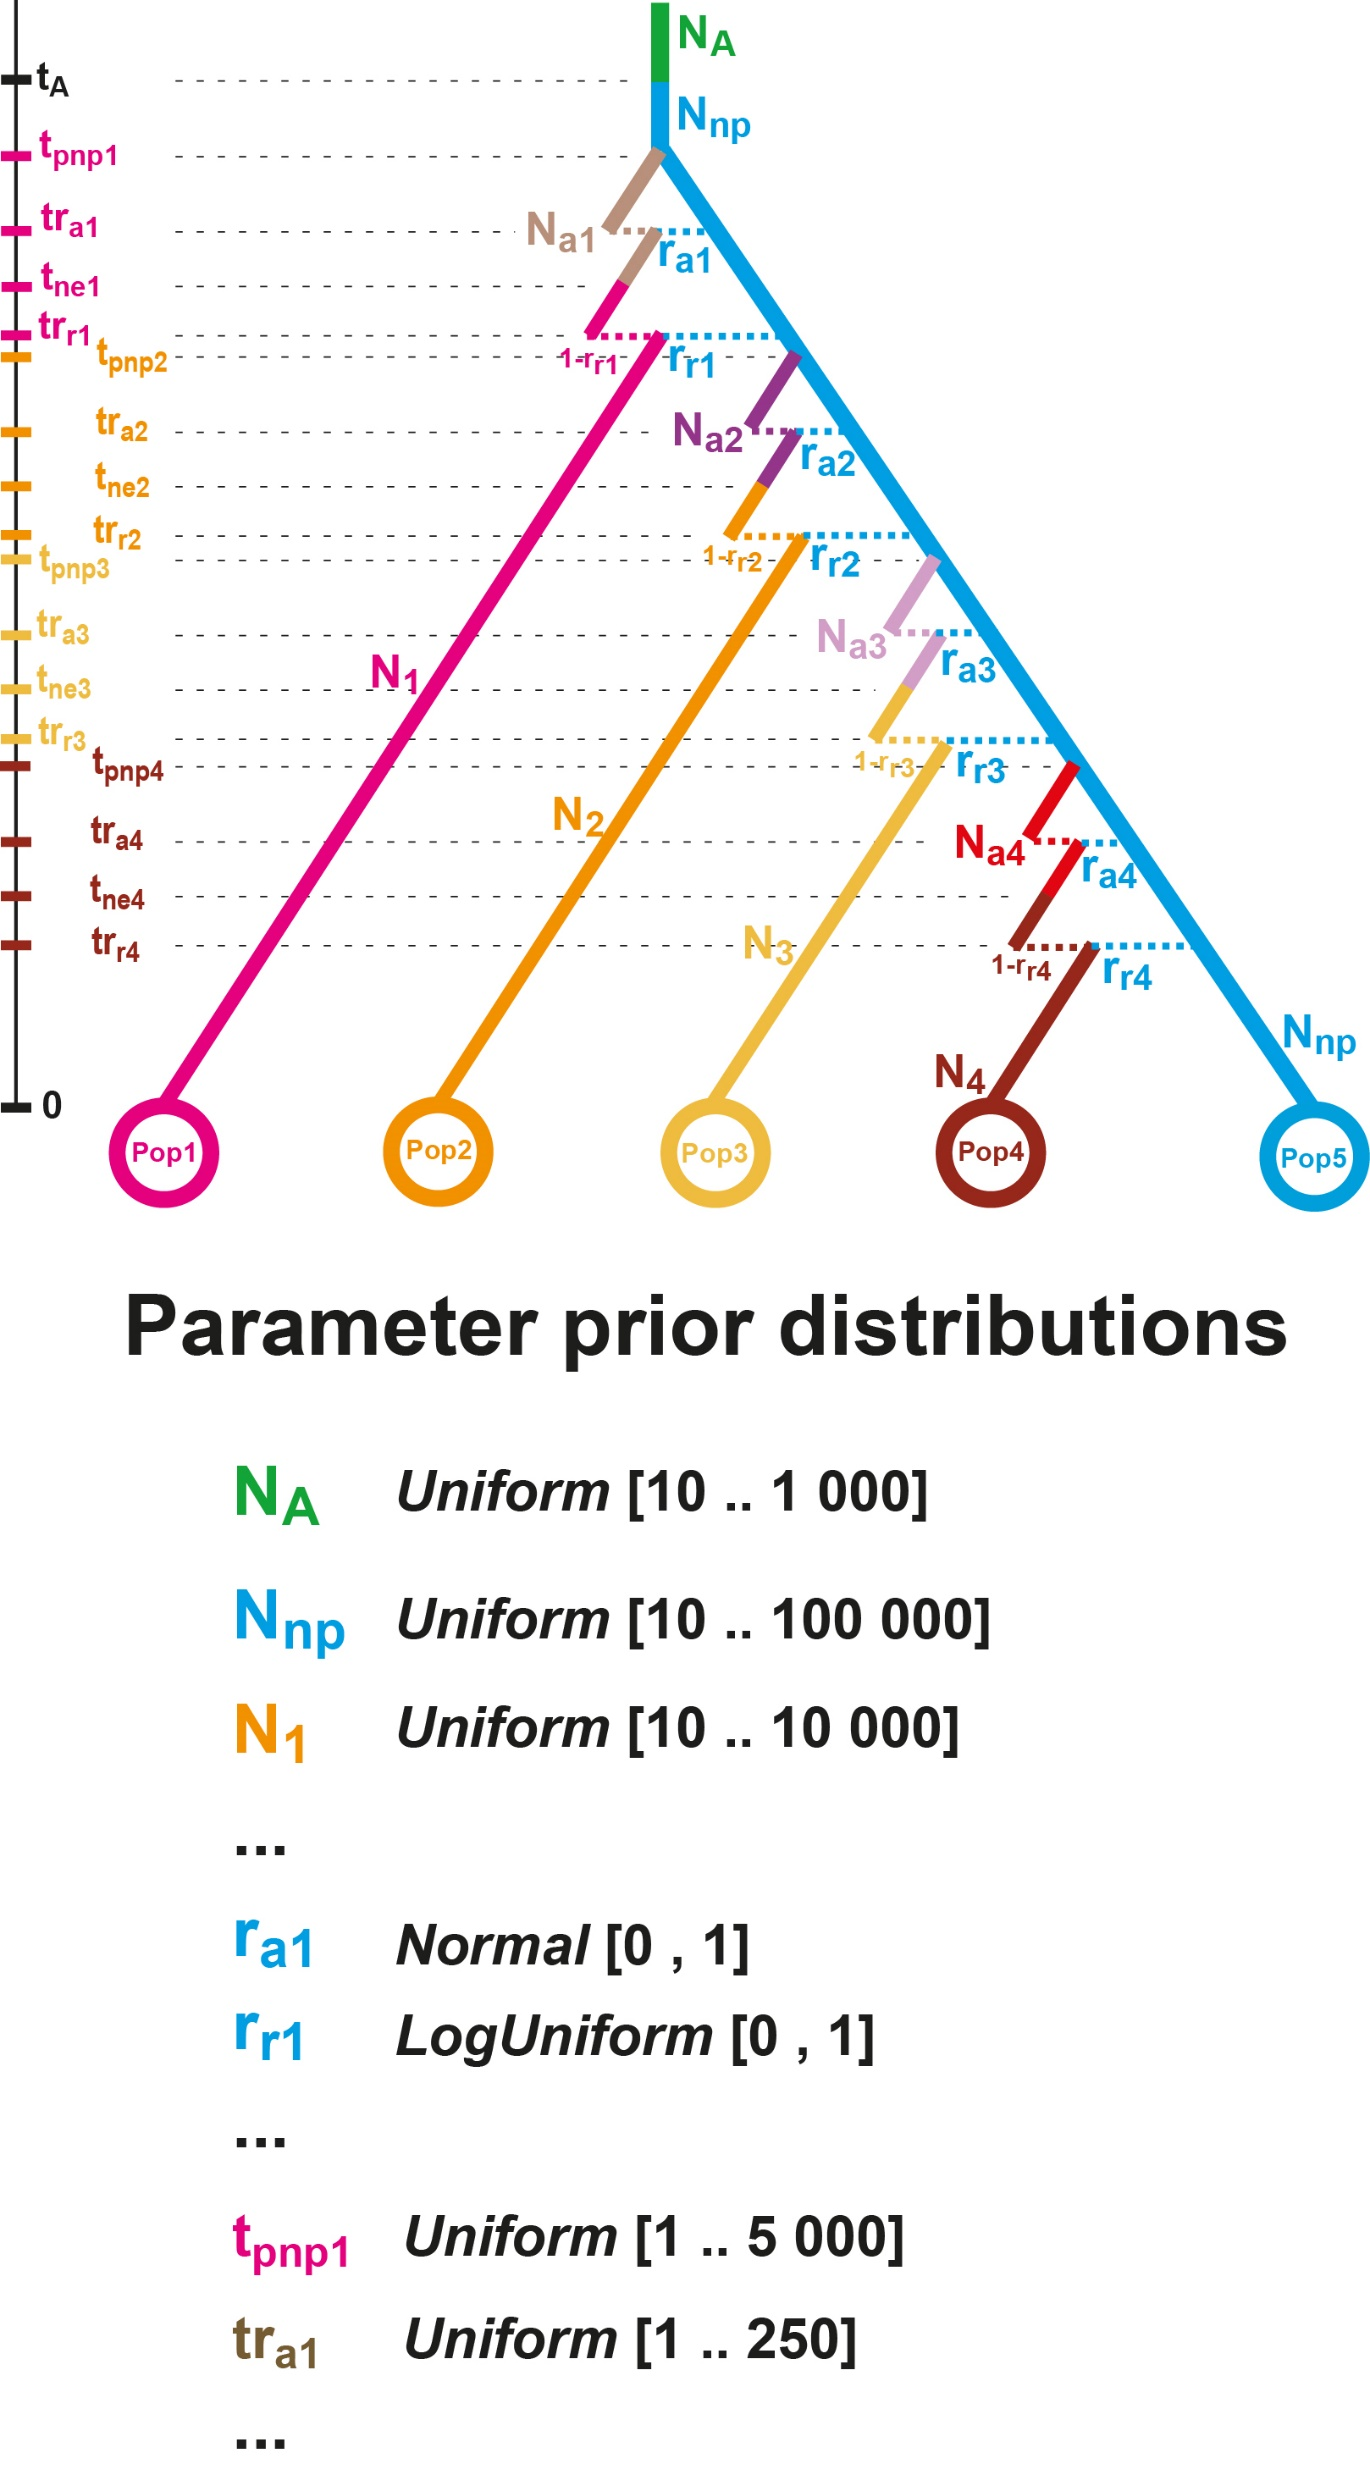 NA
tA
Nnp
tpnp1
tra1
Na1
ra1
tne1
trr1
1-rr1
rr1
tpnp2
tra2
Na2
ra2
tne2
trr2
1-rr2
rr2
tpnp3
tra3
Na3
ra3
N1
tne3
trr3
1-rr3
rr3
tpnp4
N2
tra4
Na4
ra4
tne4
trr4
N3
1-rr4
rr4
Nnp
N4
0
Pop1 Pop2 Pop3 Pop4 Pop5
Parameter prior distributions
NA Uniform [10 .. 1 000]
Nnp Uniform [10 .. 100 000]
N1 Uniform [10 .. 10 000]
...
ra1 Normal [0 , 1]
rr1 LogUniform [0 , 1]
...
tpnp1 Uniform [1 .. 5 000]
tra1 Uniform [1 .. 250]
...